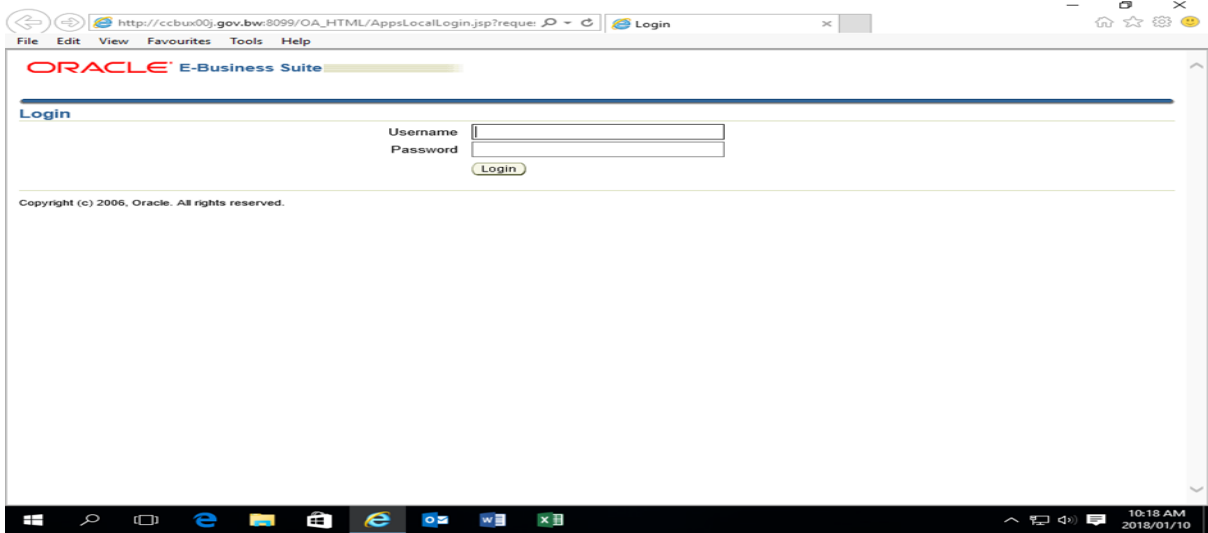 http://ccbux00j.gov.bw:8099/OA_HTML/AppsLocalLogin.jsp?reque:
Login
File Edit View Favourites Tools Help
ORACLE E-Business Suite
Login
Username
Password
Login
Copyright (c) 2006, Oracle. All rights reserved.
10:18 AM
2018/01/10